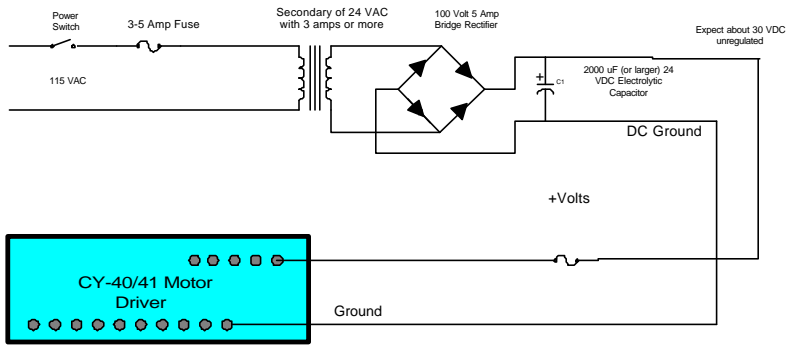 Power
Switch
3-5 Amp Fuse
Secondary of 24 VAC
with 3 amps or more
100 Volt 5 Amp
Bridge Rectifier
Expect about 30 VDC
unregulated
115 VAC
+
C1
2000 uF (or larger) 24
VDC Electrolytic
Capacitor
DC Ground
+Volts
CY-40/41 Motor
Driver
Ground